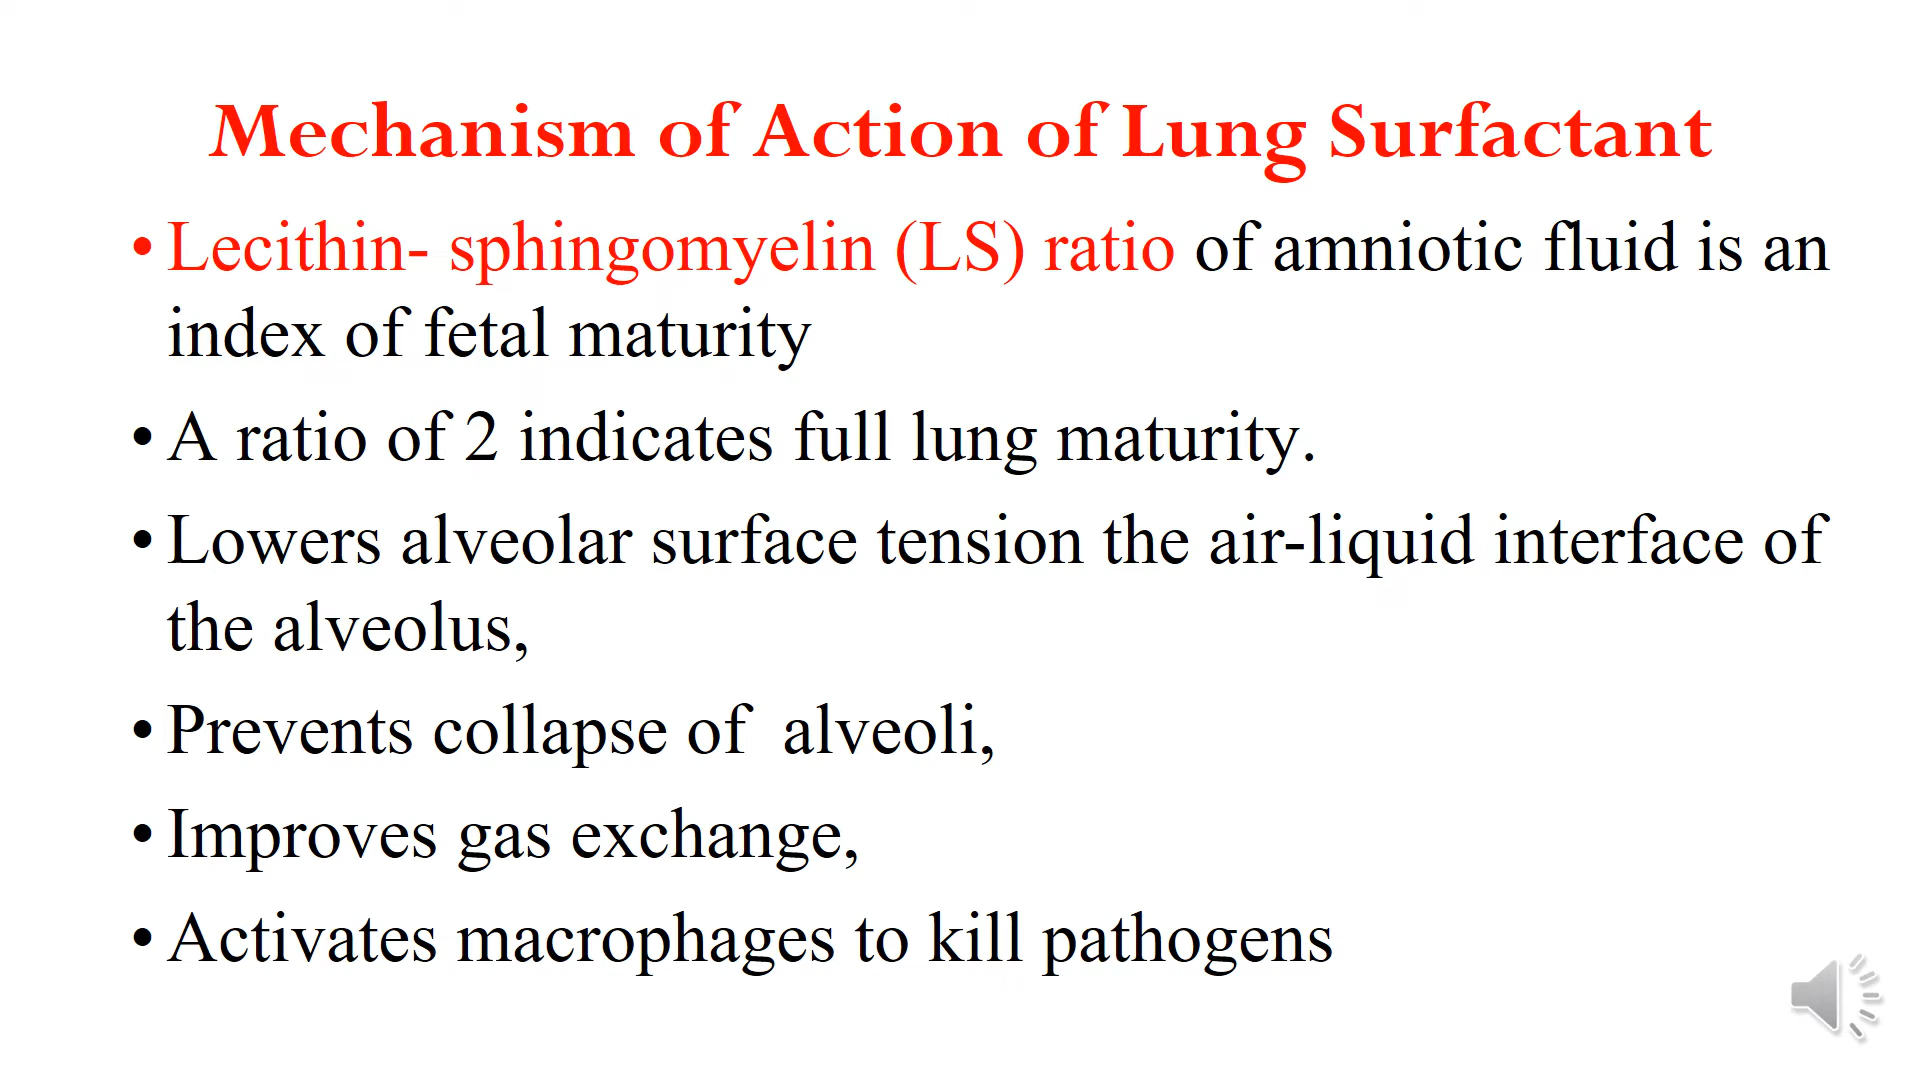 Mechanism of Action of Lung Surfactant
• Lecithin- sphingomyelin (LS) ratio of amniotic fluid is an
index of fetal maturity
• A ratio of 2 indicates full lung maturity.
• Lowers alveolar surface tension the air-liquid interface of
the alveolus,
• Prevents collapse of  alveoli,
• Improves gas exchange,
• Activates macrophages to kill pathogens